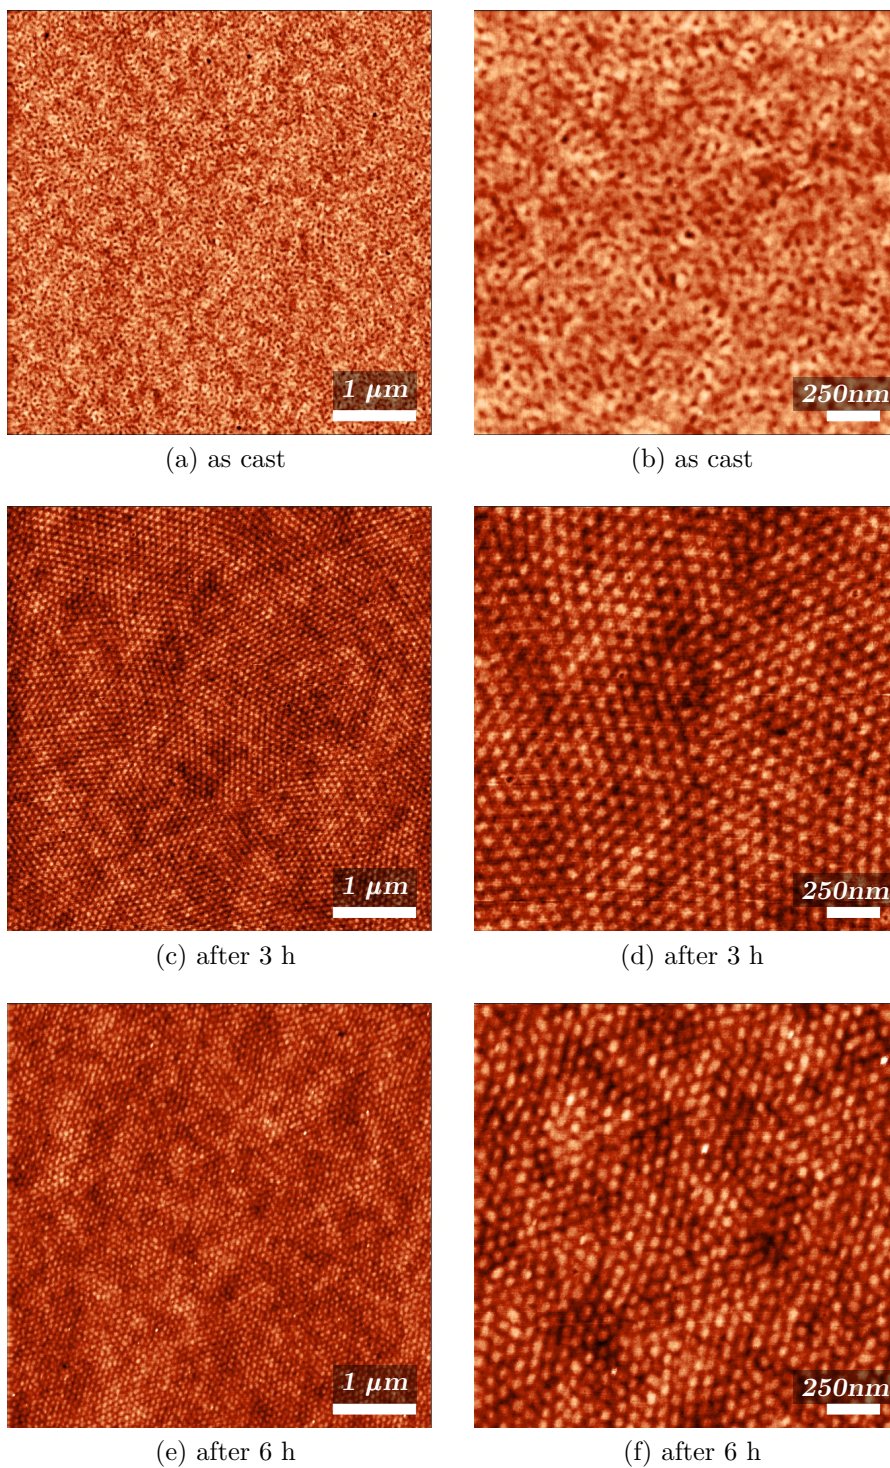 1 µm
250nm
(a) as cast
(b) as cast
1 µm
250nm
(c) after 3 h
(d) after 3 h
1 µm
250nm
(e) after 6 h
(f) after 6 h